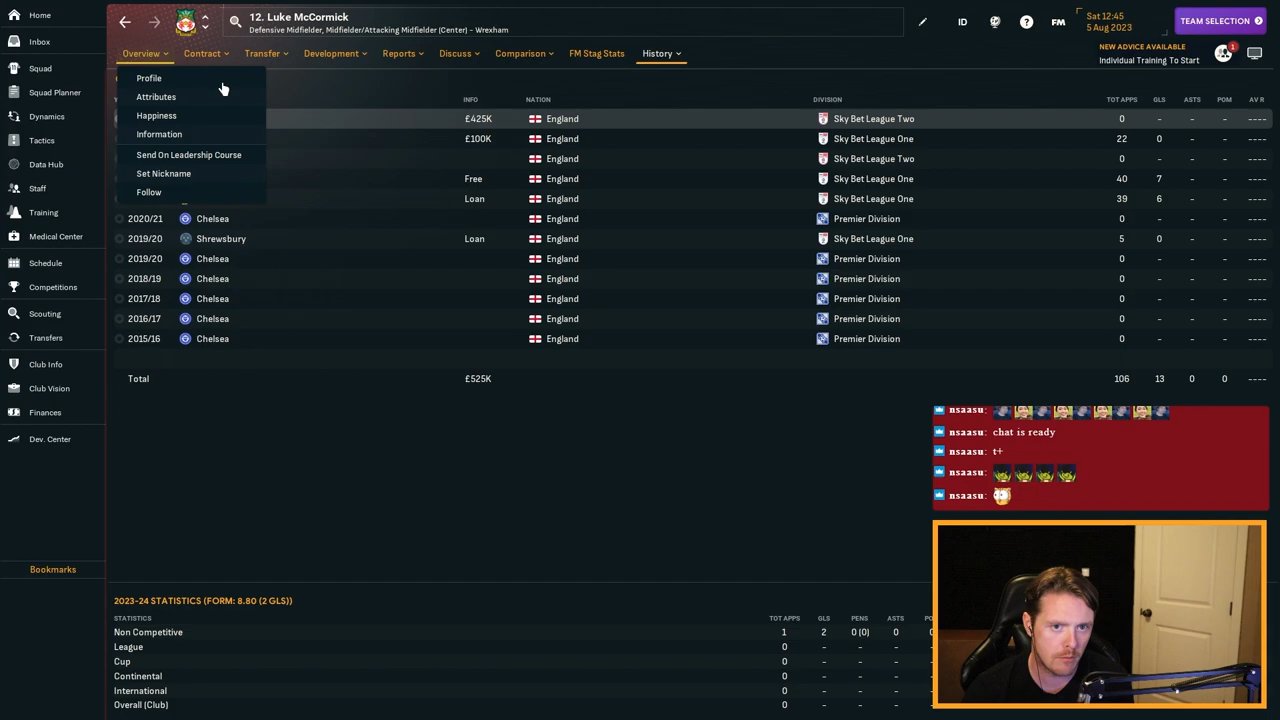 Home
Inbox
Squad
Squad Planner
Dynamics
Tactics
Data Hub
Staff
Training
Medical Center
Schedule
Competitions
Scouting
Transfers
Club Info
Club Vision
Finances
Dev. Center
Bookmarks
12. Luke McCormick
Defensive Midfielder, Midfielder/Attacking Midfielder (Center) - Wrexham
ID
FM
Sat 12:45
5 Aug 2023
TEAM SELECTION
NEW ADVICE AVAILABLE
Individual Training To Start
1
Overview Contract Transfer Development Reports Discuss Comparison FM Stag Stats History
Profile
Attributes
Happiness
Information
Send On Leadership Course
Set Nickname
Follow
INFO NATION DIVISION TOT APPS GLS ASTS POM AV R
£425K England Sky Bet League Two 0 - - - ----
£100K England Sky Bet League One 22 0 - - ----
England Sky Bet League Two 0 - - - ----
Free England Sky Bet League One 40 7 - - ----
Loan England Sky Bet League One 39 6 - - ----
2020/21 Chelsea England Premier Division 0 - - - ----
2019/20 Shrewsbury Loan England Sky Bet League One 5 0 - - ----
2019/20 Chelsea England Premier Division 0 - - - ----
2018/19 Chelsea England Premier Division 0 - - - ----
2017/18 Chelsea England Premier Division 0 - - - ----
2016/17 Chelsea England Premier Division 0 - - - ----
2015/16 Chelsea England Premier Division 0 - - - ----
Total £525K 106 13 0 0 ----
nsaasu:
nsaasu: chat is ready
nsaasu: t+
nsaasu:
nsaasu:
2023-24 STATISTICS (FORM: 8.80 (2 GLS))
STATISTICS TOT APPS GLS PENS ASTS
Non Competitive 1 2 0 (0) 0
League 0 - - -
Cup 0 - - -
Continental 0 - - -
International 0 - - -
Overall (Club) 0 - - -